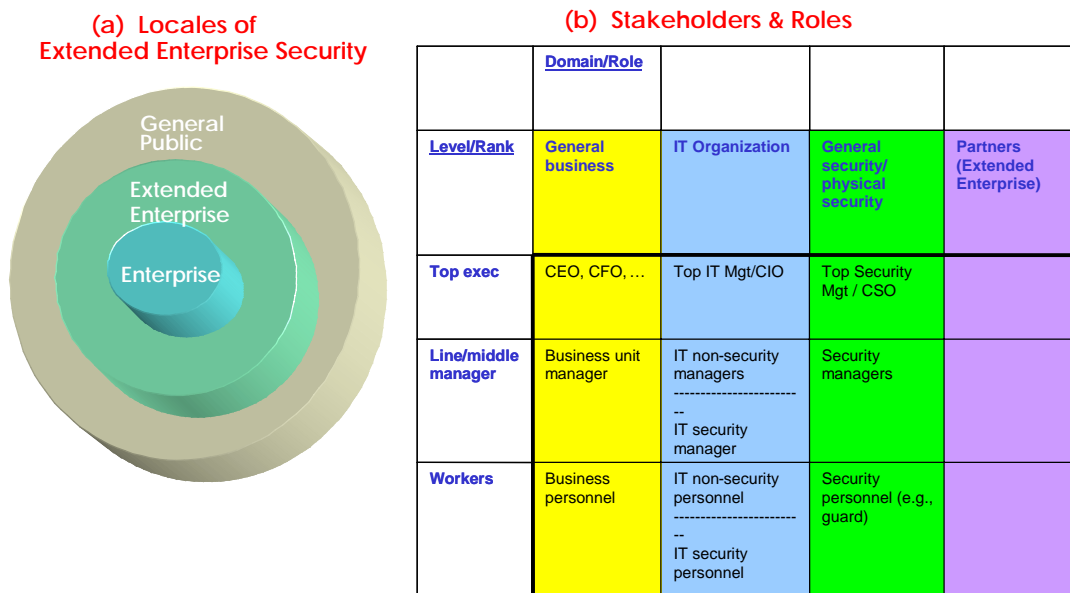 (a) Locales of
Extended Enterprise Security
General
Public
Extended
Enterprise
Enterprise
(b) Stakeholders & Roles
Domain/Role
Level/Rank
General
business
IT Organization
General
security/
physical
security
Partners
(Extended
Enterprise)
Top exec
CEO, CFO, …
Top IT Mgt/CIO
Top Security
Mgt / CSO
Line/middle
manager
Business unit
manager
IT non-security
managers
-----------------------
--
IT security
manager
Security
managers
Workers
Business
personnel
IT non-security
personnel
-----------------------
--
IT security
personnel
Security
personnel (e.g.,
guard)